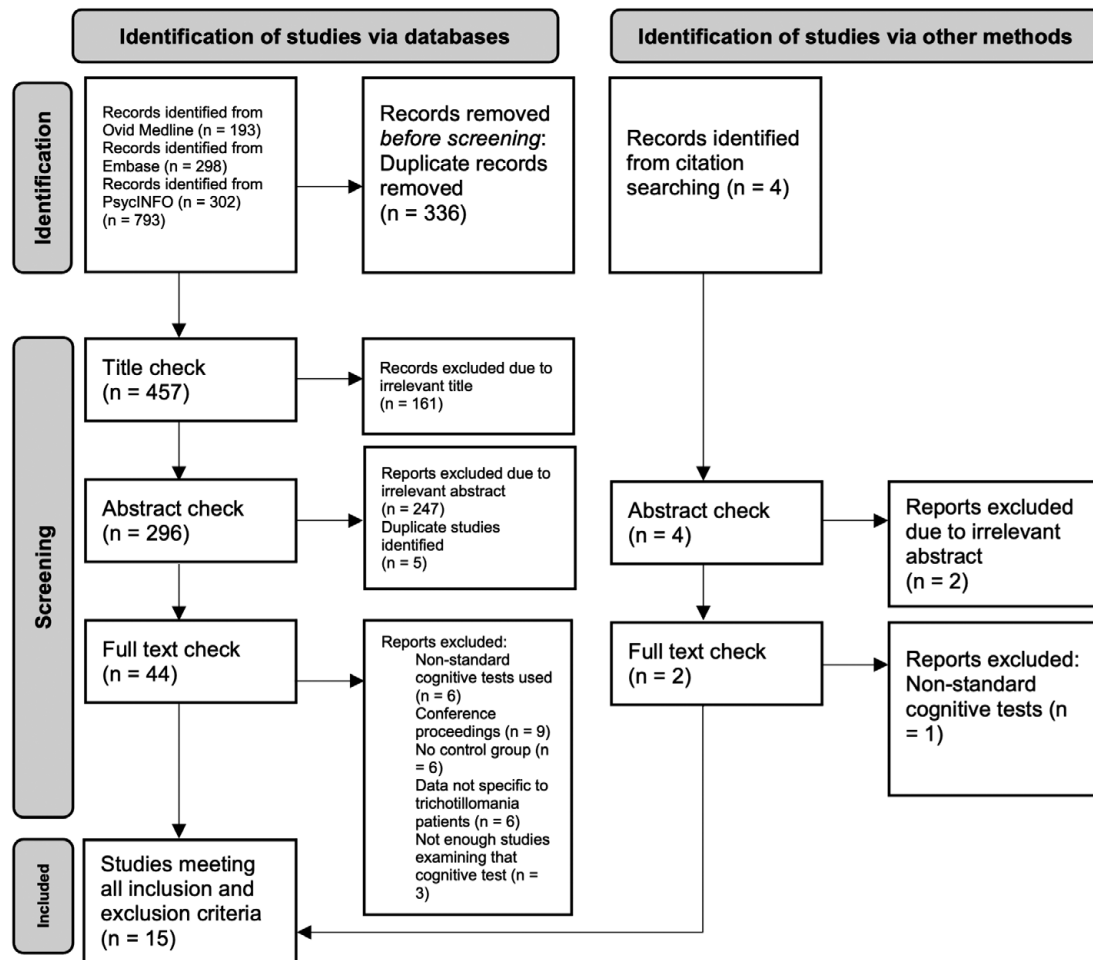 Identification of studies via databases
Identification of studies via other methods
Identification
Records identified from
Ovid Medline (n = 193)
Records identified from
Embase (n = 298)
Records identified from
PsycINFO (n = 302)
(n = 793)
Records removed
before screening:
Duplicate records
removed
(n = 336)
Records identified
from citation
searching (n = 4)
Screening
Title check
(n = 457)
Records excluded due to
irrelevant title
(n = 161)
Abstract check
(n = 296)
Reports excluded due to
irrelevant abstract
(n = 247)
Duplicate studies
identified
(n = 5)
Abstract check
(n = 4)
Reports excluded
due to irrelevant
abstract
(n = 2)
Full text check
(n = 44)
Reports excluded:
Non-standard
cognitive tests used
(n = 6)
Conference
proceedings (n = 9)
No control group (n
= 6)
Data not specific to
trichotillomania
patients (n = 6)
Not enough studies
examining that
cognitive test (n =
3)
Full text check
(n = 2)
Reports excluded:
Non-standard
cognitive tests (n
= 1)
Included
Studies meeting
all inclusion and
exclusion criteria
(n = 15)